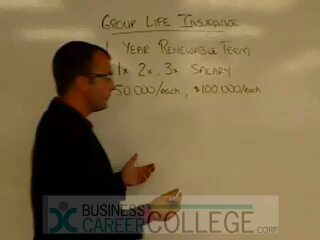 GROUP LIFE INSURANCE
1 YEAR RENEWABLE TERM
1x 2x, 3x SALARY
50,000/each, $100,000/each
BUSINESS
CAREER COLLEGE CORP.